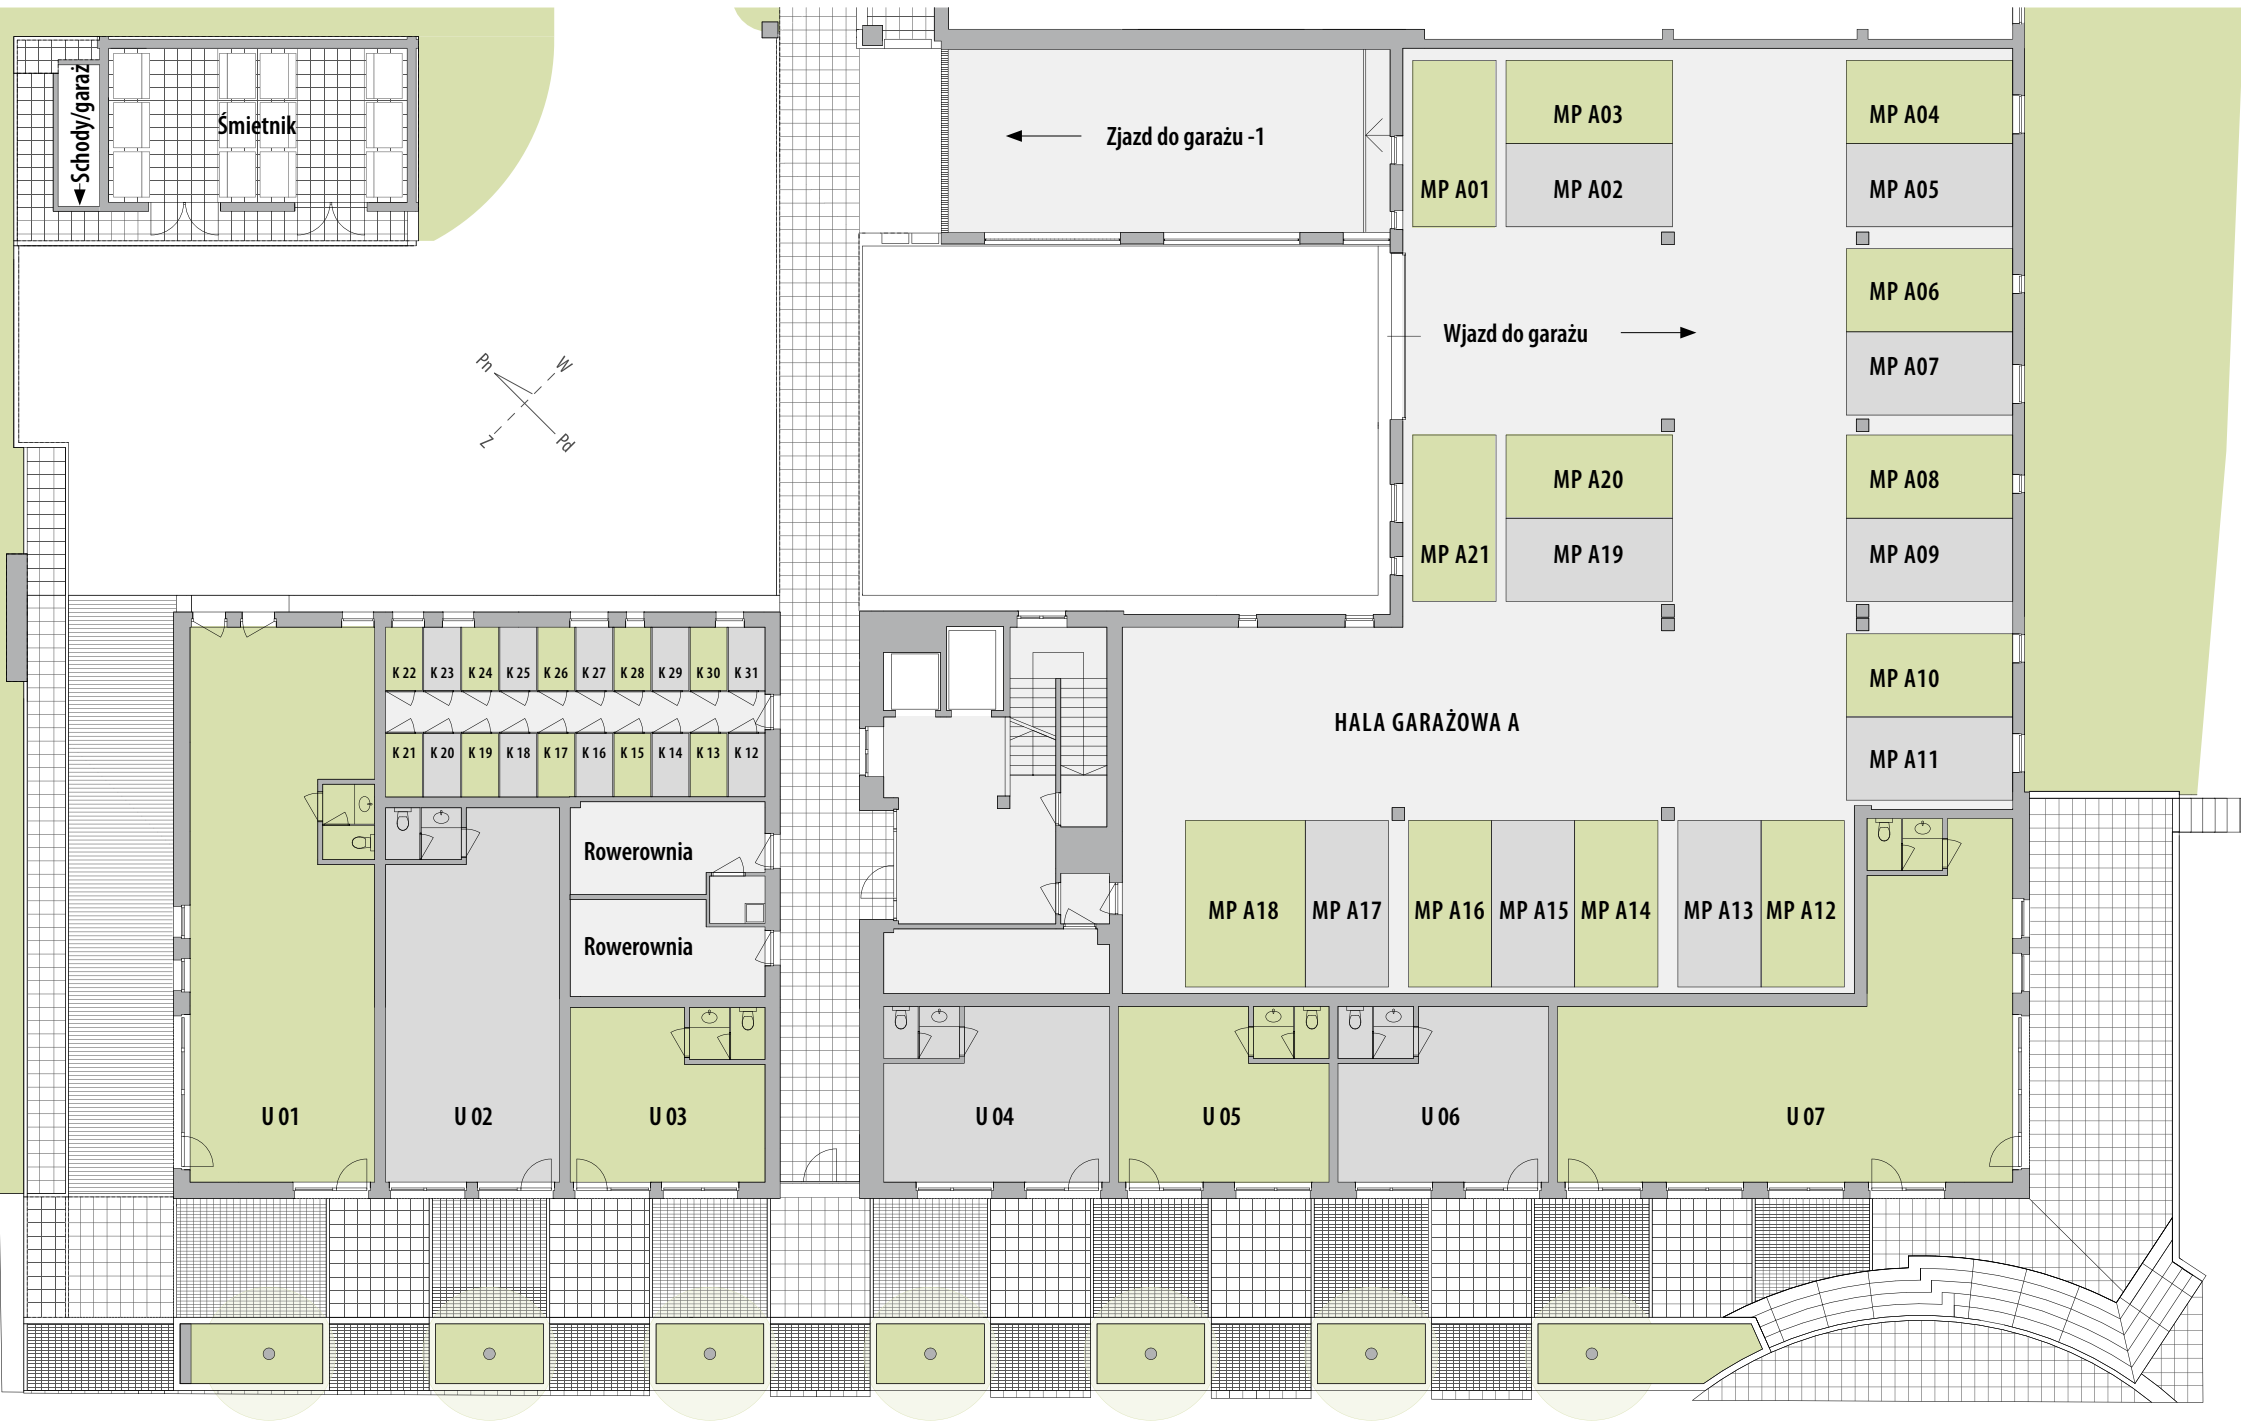 Schody/garaż
Śmietnik
Zjazd do garażu -1
MP A01
MP A03
MP A02
MP A04
MP A05
Pn
W
Z
Pd
Wjazd do garażu
MP A06
MP A07
MP A21
MP A20
MP A19
MP A08
MP A09
K 22
K 23
K 24
K 25
K 26
K 27
K 28
K 29
K 30
K 31
K 21
K 20
K 19
K 18
K 17
K 16
K 15
K 14
K 13
K 12
HALA GARAŻOWA A
MP A10
MP A11
Rowerownia
Rowerownia
MP A18
MP A17
MP A16
MP A15
MP A14
MP A13
MP A12
U 01
U 02
U 03
U 04
U 05
U 06
U 07